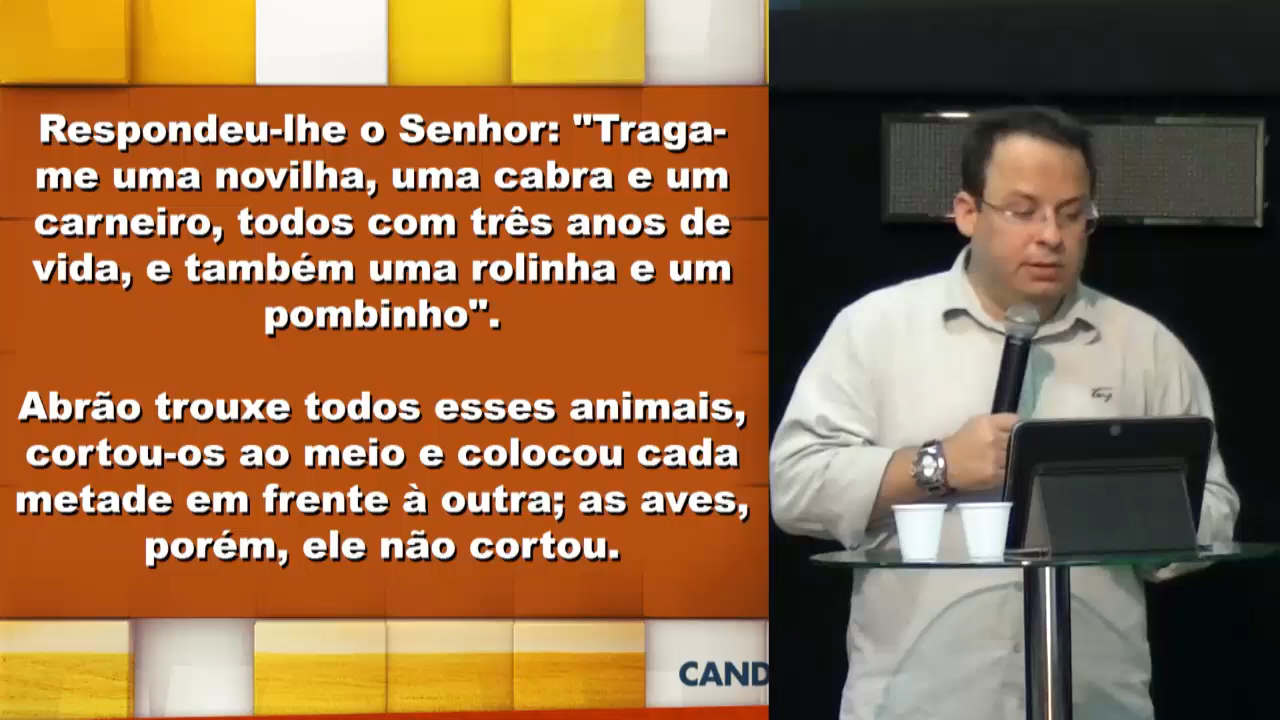 Respondeu-lhe o Senhor: "Traga-
me uma novilha, uma cabra e um
carneiro, todos com três anos de
vida, e também uma rolinha e um
pombinho".
Abrão trouxe todos esses animais,
cortou-os ao meio e colocou cada
metade em frente à outra; as aves,
porém, ele não cortou.
CAND